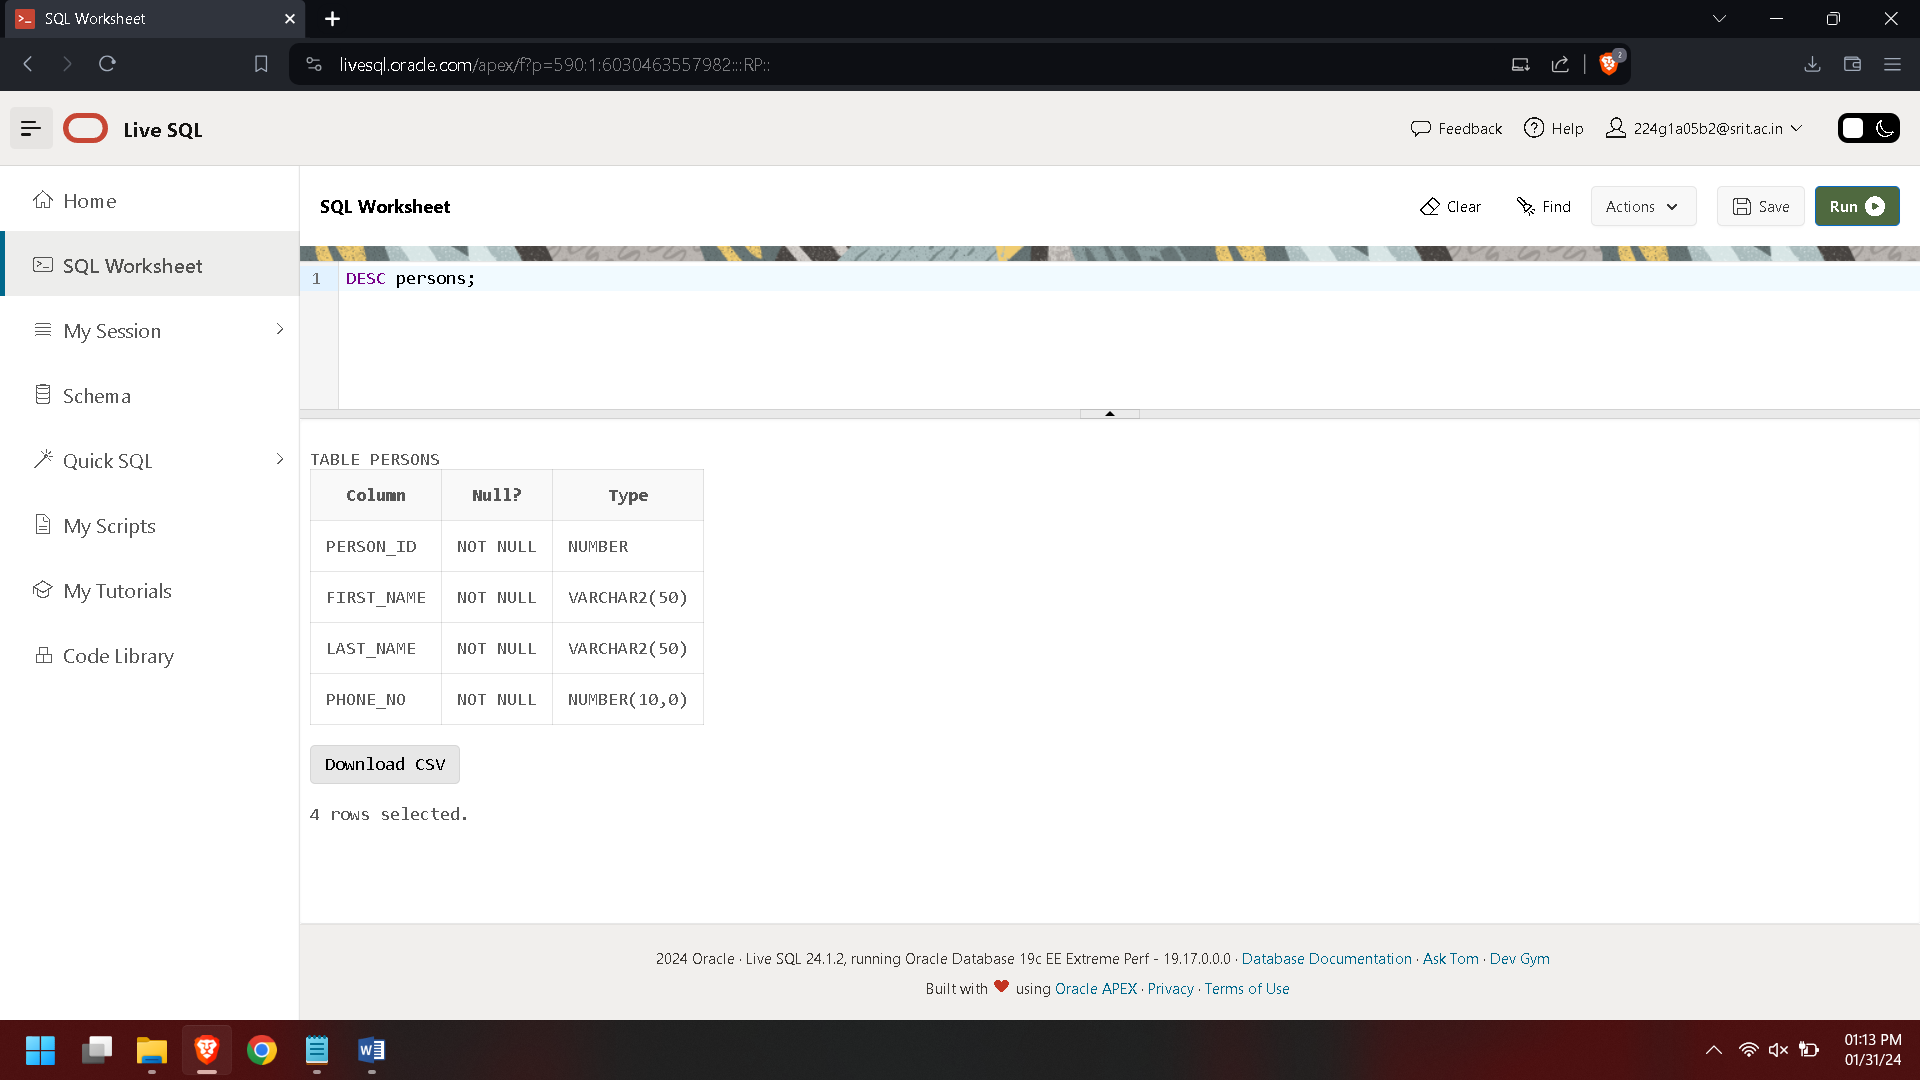 SQL Worksheet
livesql.oracle.com/apex/f?p=590:1:6030463557982:::RP::
2
Live SQL
Feedback
Help
224g1a05b2@srit.ac.in
Home
SQL Worksheet
My Session
Schema
Quick SQL
My Scripts
My Tutorials
Code Library
SQL Worksheet
Clear
Find
Actions
Save
Run
1 DESC persons;
TABLE PERSONS
Column Null? Type
PERSON_ID NOT NULL NUMBER
FIRST_NAME NOT NULL VARCHAR2(50)
LAST_NAME NOT NULL VARCHAR2(50)
PHONE_NO NOT NULL NUMBER(10,0)
Download CSV
4 rows selected.
2024 Oracle · Live SQL 24.1.2, running Oracle Database 19c EE Extreme Perf - 19.17.0.0.0 · Database Documentation · Ask Tom · Dev Gym
Built with ❤ using Oracle APEX · Privacy · Terms of Use
01:13 PM
01/31/24